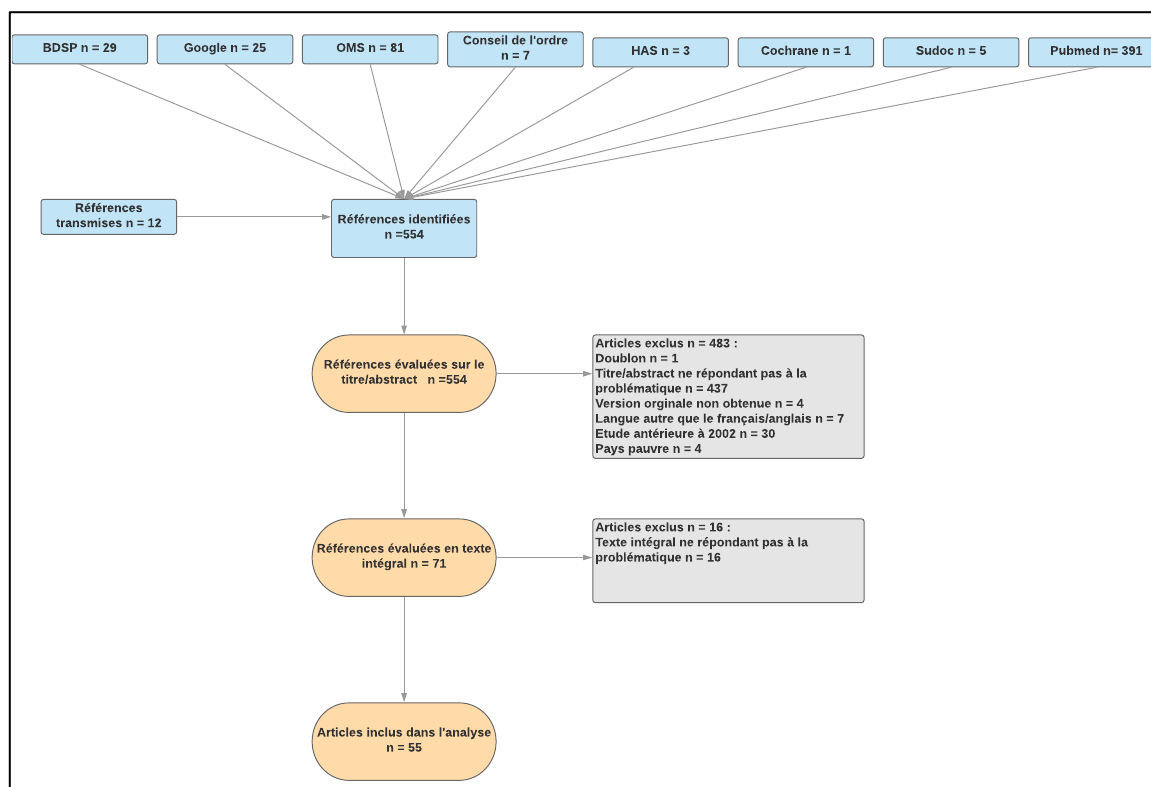 BDSP n = 29
Google n = 25
OMS n = 81
Conseil de l'ordre
n = 7
HAS n = 3
Cochrane n = 1
Sudoc n = 5
Pubmed n= 391
Références
transmises n = 12
Références identifiées
n =554
Références évaluées sur le
titre/abstract n =554
Articles exclus n = 483 :
Doublon n = 1
Titre/abstract ne répondant pas à la
problématique n = 437
Version orginale non obtenue n = 4
Langue autre que le français/anglais n = 7
Etude antérieure à 2002 n = 30
Pays pauvre n = 4
Références évaluées en texte
intégral n = 71
Articles exclus n = 16 :
Texte intégral ne répondant pas à la
problématique n = 16
Articles inclus dans l'analyse
n = 55